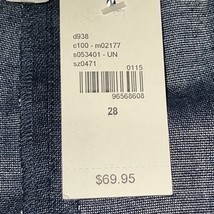 d938
c100 - m02177
s053401 - UN
sz0471
0115
96568608
28
$69.95